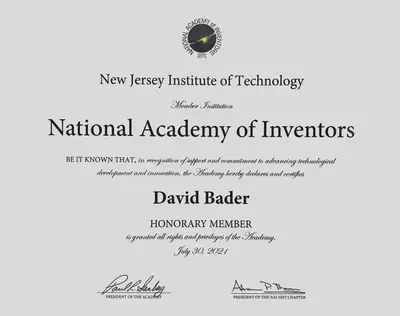 NATIONAL ACADEMY OF INVENTORS
New Jersey Institute of Technology
Member Institution
National Academy of Inventors
BE IT KNOWN THAT, in recognition of support and commitment to advancing technological
development and innovation, the Academy hereby declares and certifies
David Bader
HONORARY MEMBER
is granted all rights and privileges of the Academy.
July 30, 2021
PRESIDENT OF THE ACADEMY
PRESIDENT OF THE NAI-NJIT CHAPTER